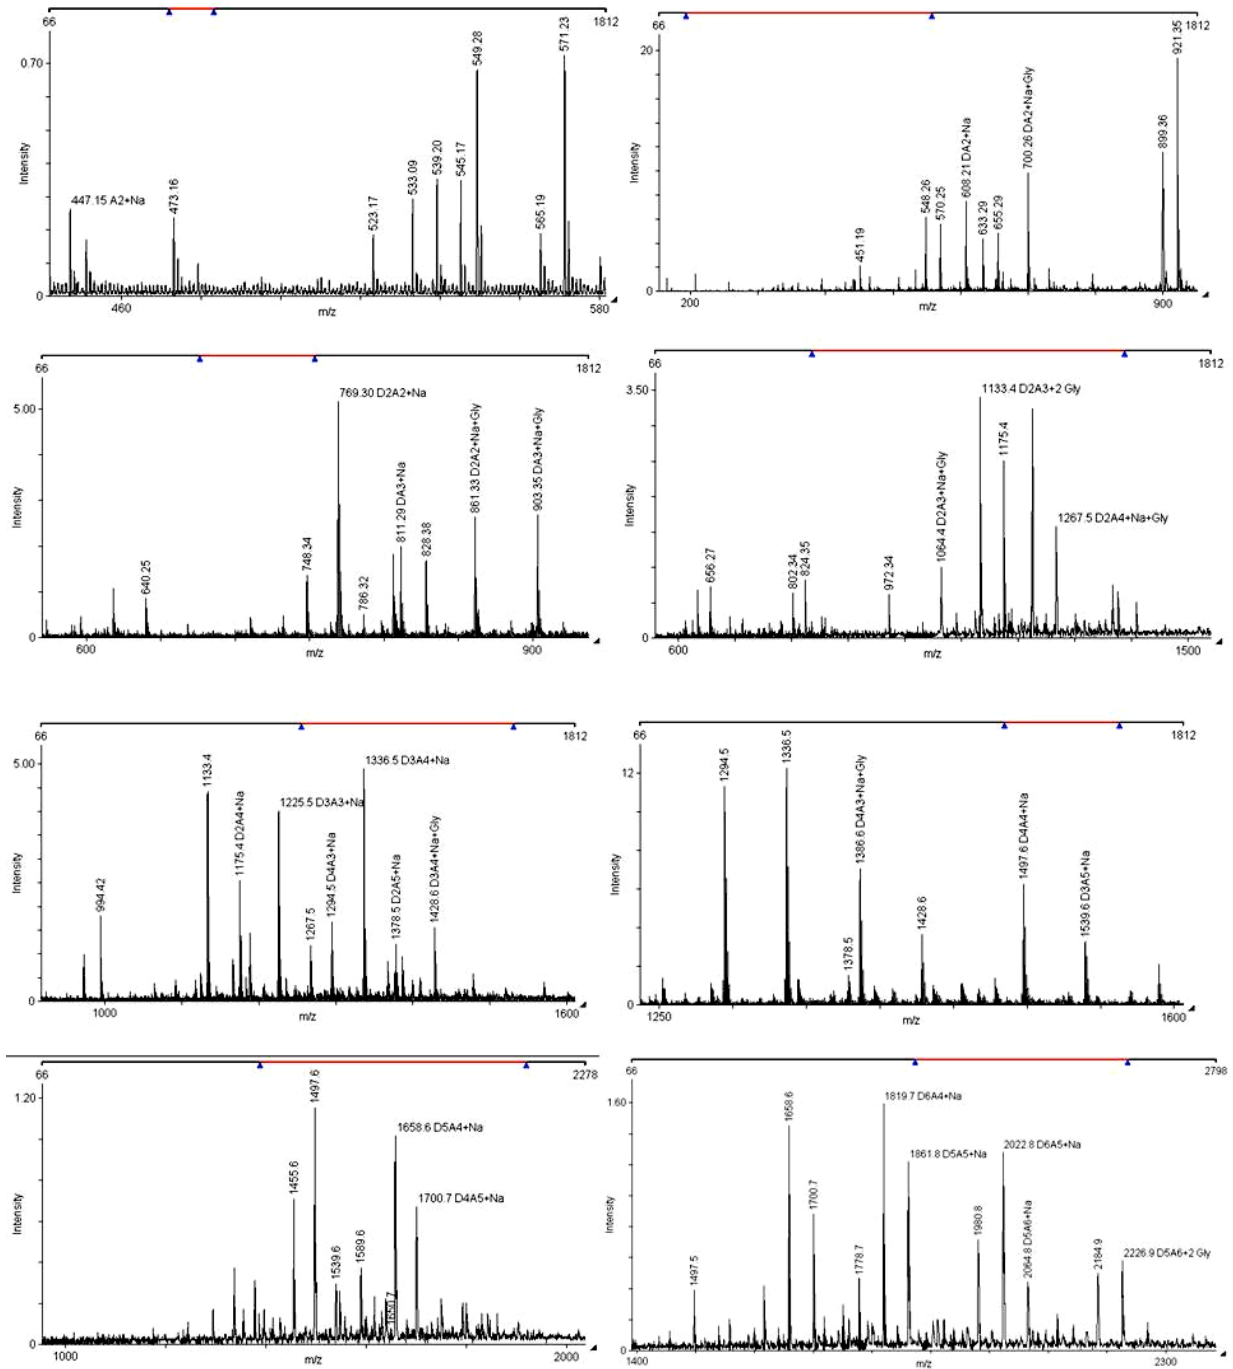 66
1812
0.70
Intensity
447.15 A2+Na
473.16
523.17
533.09
539.20
545.17
549.28
565.19
571.23
0
460
m/z
580
66
1812
20
Intensity
451.19
548.26
570.25
608.21 DA2+Na
633.29
655.29
700.26 DA2+Na+Gly
899.36
921.35
0
200
m/z
900
66
1812
5.00
Intensity
640.25
748.34
769.30 D2A2+Na
786.32
811.29 DA3+Na
828.38
861.33 D2A2+Na+Gly
903.35 DA3+Na+Gly
0
600
m/z
900
66
1812
3.50
Intensity
656.27
802.34
824.35
972.34
1064.4 D2A3+Na+Gly
1133.4 D2A3+2 Gly
1175.4
1267.5 D2A4+Na+Gly
0
600
m/z
1500
66
1812
5.00
Intensity
994.42
1133.4
1175.4 D2A4+Na
1225.5 D3A3+Na
1267.5
1294.5 D4A3+Na
1336.5 D3A4+Na
1378.5 D2A5+Na
1428.6 D3A4+Na+Gly
0
1000
m/z
1600
66
1812
12
Intensity
1294.5
1336.5
1378.5
1386.6 D4A3+Na+Gly
1428.6
1497.6 D4A4+Na
1539.6 D3A5+Na
0
1250
m/z
1600
66
2278
1.20
Intensity
1455.6
1497.6
1539.6
1589.6
1650.7
1658.6 D5A4+Na
1700.7 D4A5+Na
0
1000
m/z
2000
66
2798
1.60
Intensity
1497.5
1658.6
1700.7
1778.7
1819.7 D6A4+Na
1861.8 D5A5+Na
1980.8
2022.8 D6A5+Na
2064.8 D5A6+Na
2184.9
2226.9 D5A6+2 Gly
0
1400
m/z
2300